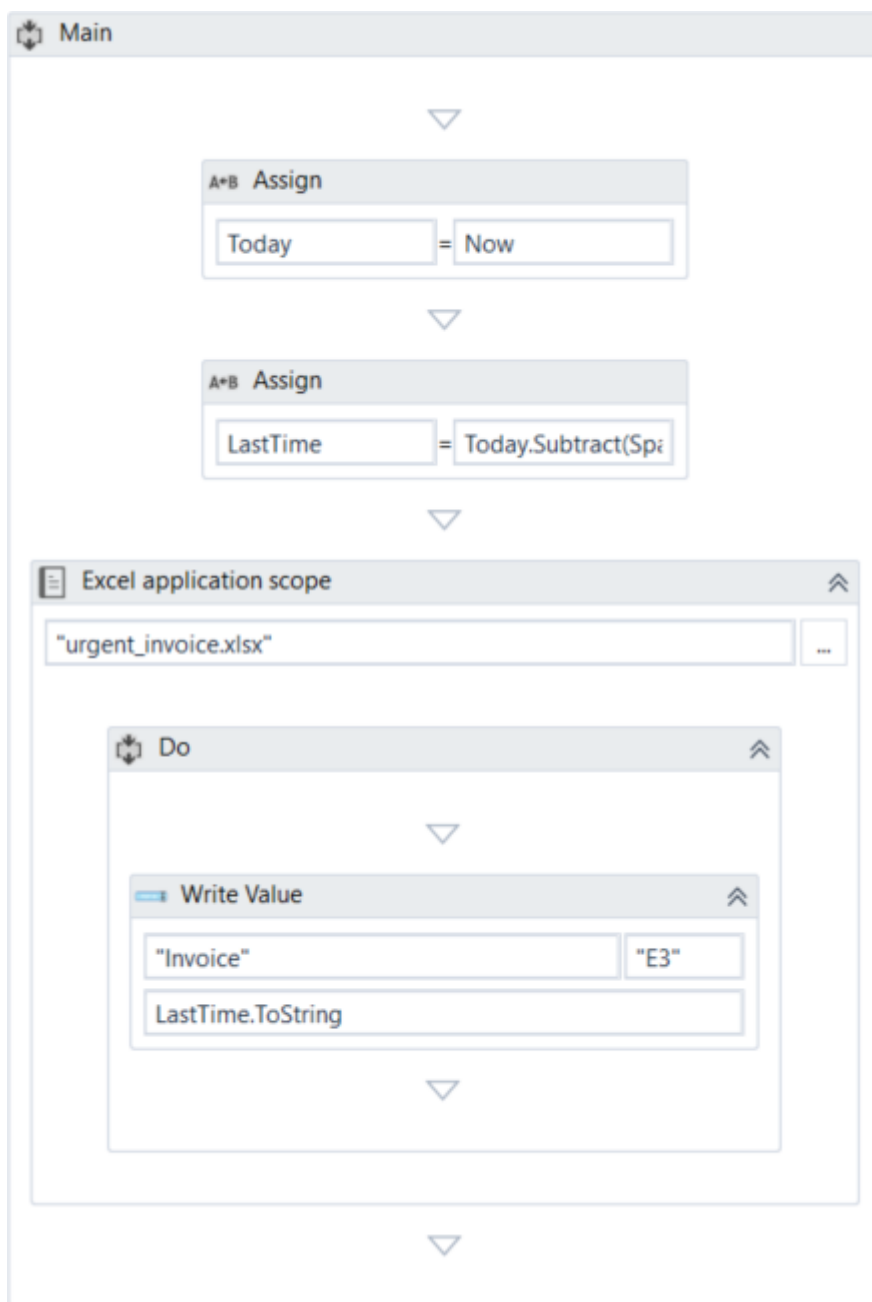 Main
A+B Assign
Today = Now
A+B Assign
LastTime = Today.Subtract(Spa
Excel application scope
"urgent_invoice.xlsx" ...
Do
Write Value
"Invoice" "E3"
LastTime.ToString